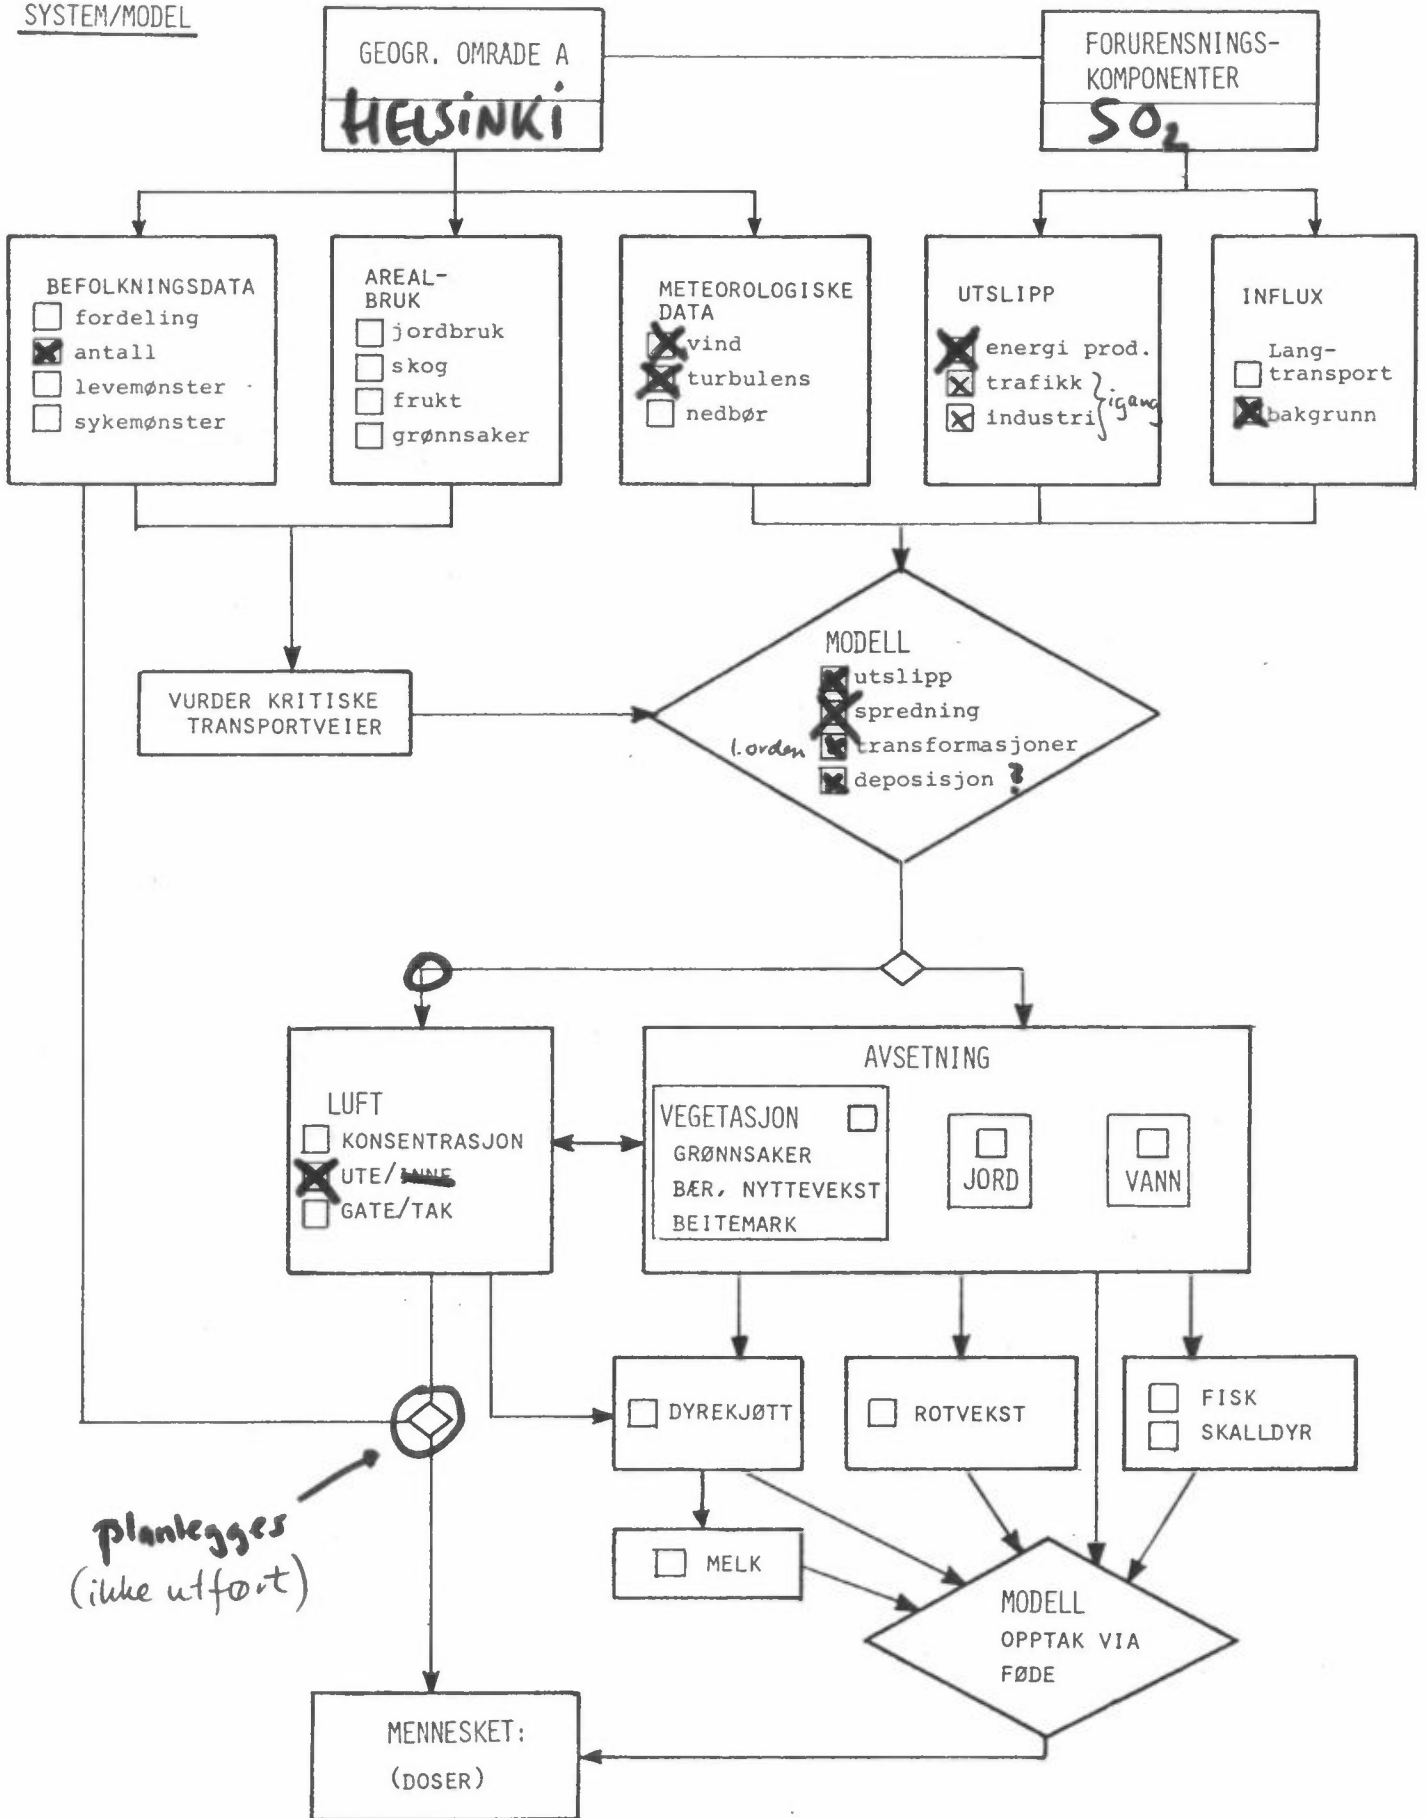 SYSTEM/MODEL
GEOGR. OMRÅDE A
HELSINKI
FORURENSNINGS-
KOMPONENTER
SO2
BEFOLKNINGSDATA
fordeling
antall
levemønster
sykemønster
AREAL-
BRUK
jordbruk
skog
frukt
grønnsaker
METEOROLOGISKE
DATA
vind
turbulens
nedbør
UTSLIPP
energi prod.
trafikk
industri
igang
INFLUX
Lang-
transport
bakgrunn
VURDER KRITISKE
TRANSPORTVEIER
MODELL
utslipp
spredning
1.orden transformasjoner
deposisjon ?
LUFT
KONSENTRASJON
UTE/INNE
GATE/TAK
AVSETNING
VEGETASJON
GRØNNSAKER
BÆR, NYTTEVEKST
BEITEMARK
JORD
VANN
DYREKJØTT
ROTVEKST
FISK
SKALLDYR
planlegges
(ikke utført)
MELK
MODELL
OPPTAK VIA
FØDE
MENNESKET:
(DOSER)